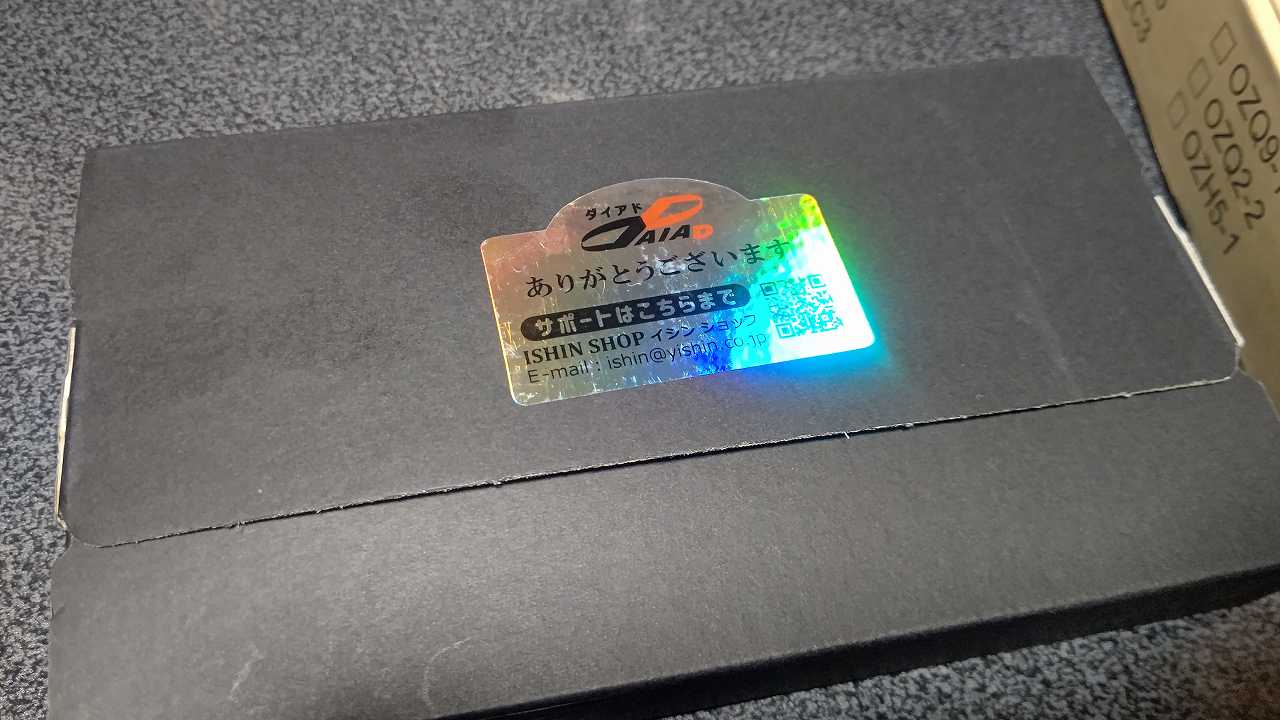 ダイアド
DAIAD
ありがとうございます
サポートはこちらまで
ISHIN SHOP イシン ショップ
E-mail : ishin@yishin.co.jp
OZQ9-
OZQ2-2
OZH5-1